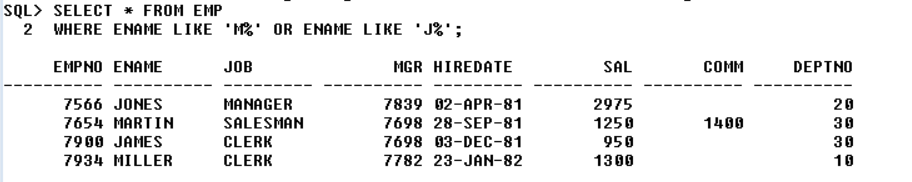 SQL> SELECT * FROM EMP
  2  WHERE ENAME LIKE 'M%' OR ENAME LIKE 'J%';
     EMPNO ENAME      JOB              MGR HIREDATE         SAL       COMM     DEPTNO
---------- ---------- --------- ---------- --------- ---------- ---------- ----------
      7566 JONES      MANAGER         7839 02-APR-81       2975                    20
      7654 MARTIN     SALESMAN        7698 28-SEP-81       1250       1400         30
      7900 JAMES      CLERK           7698 03-DEC-81        950                    30
      7934 MILLER     CLERK           7782 23-JAN-82       1300                    10